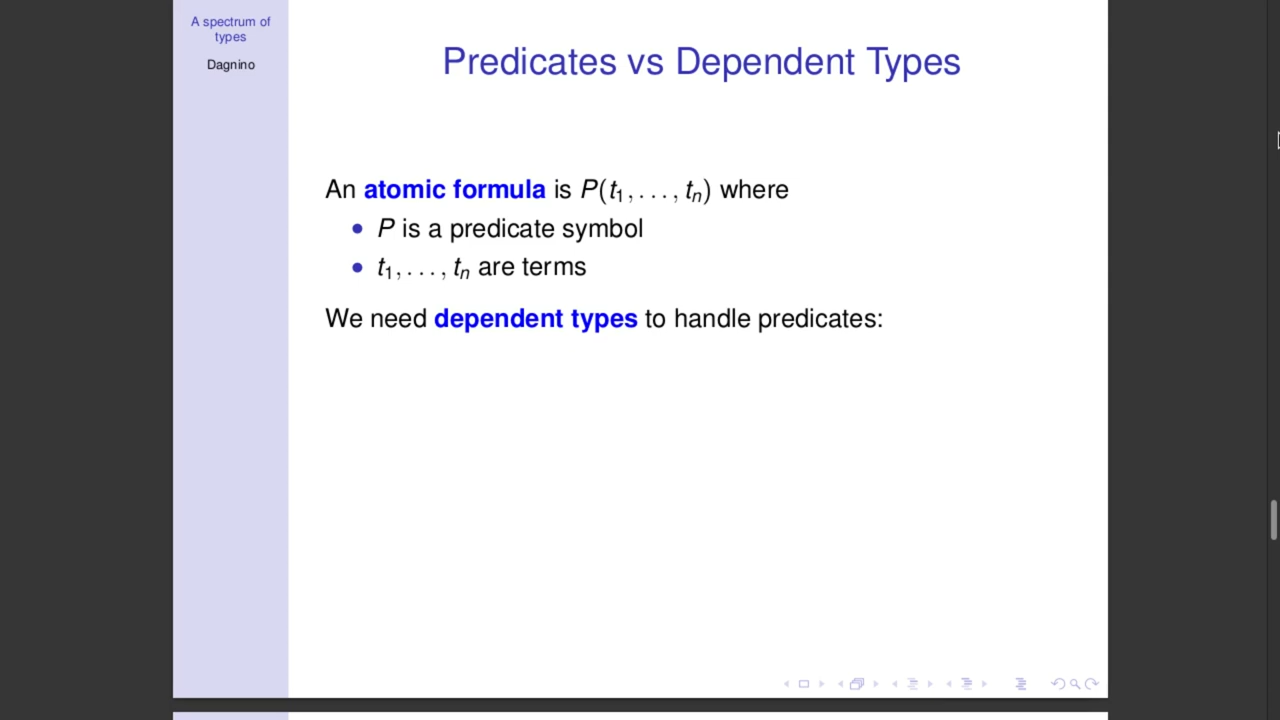 A spectrum of
types
Dagnino
Predicates vs Dependent Types
An atomic formula is P(t₁, . . . , tₙ) where
• P is a predicate symbol
• t₁, . . . , tₙ are terms
We need dependent types to handle predicates: